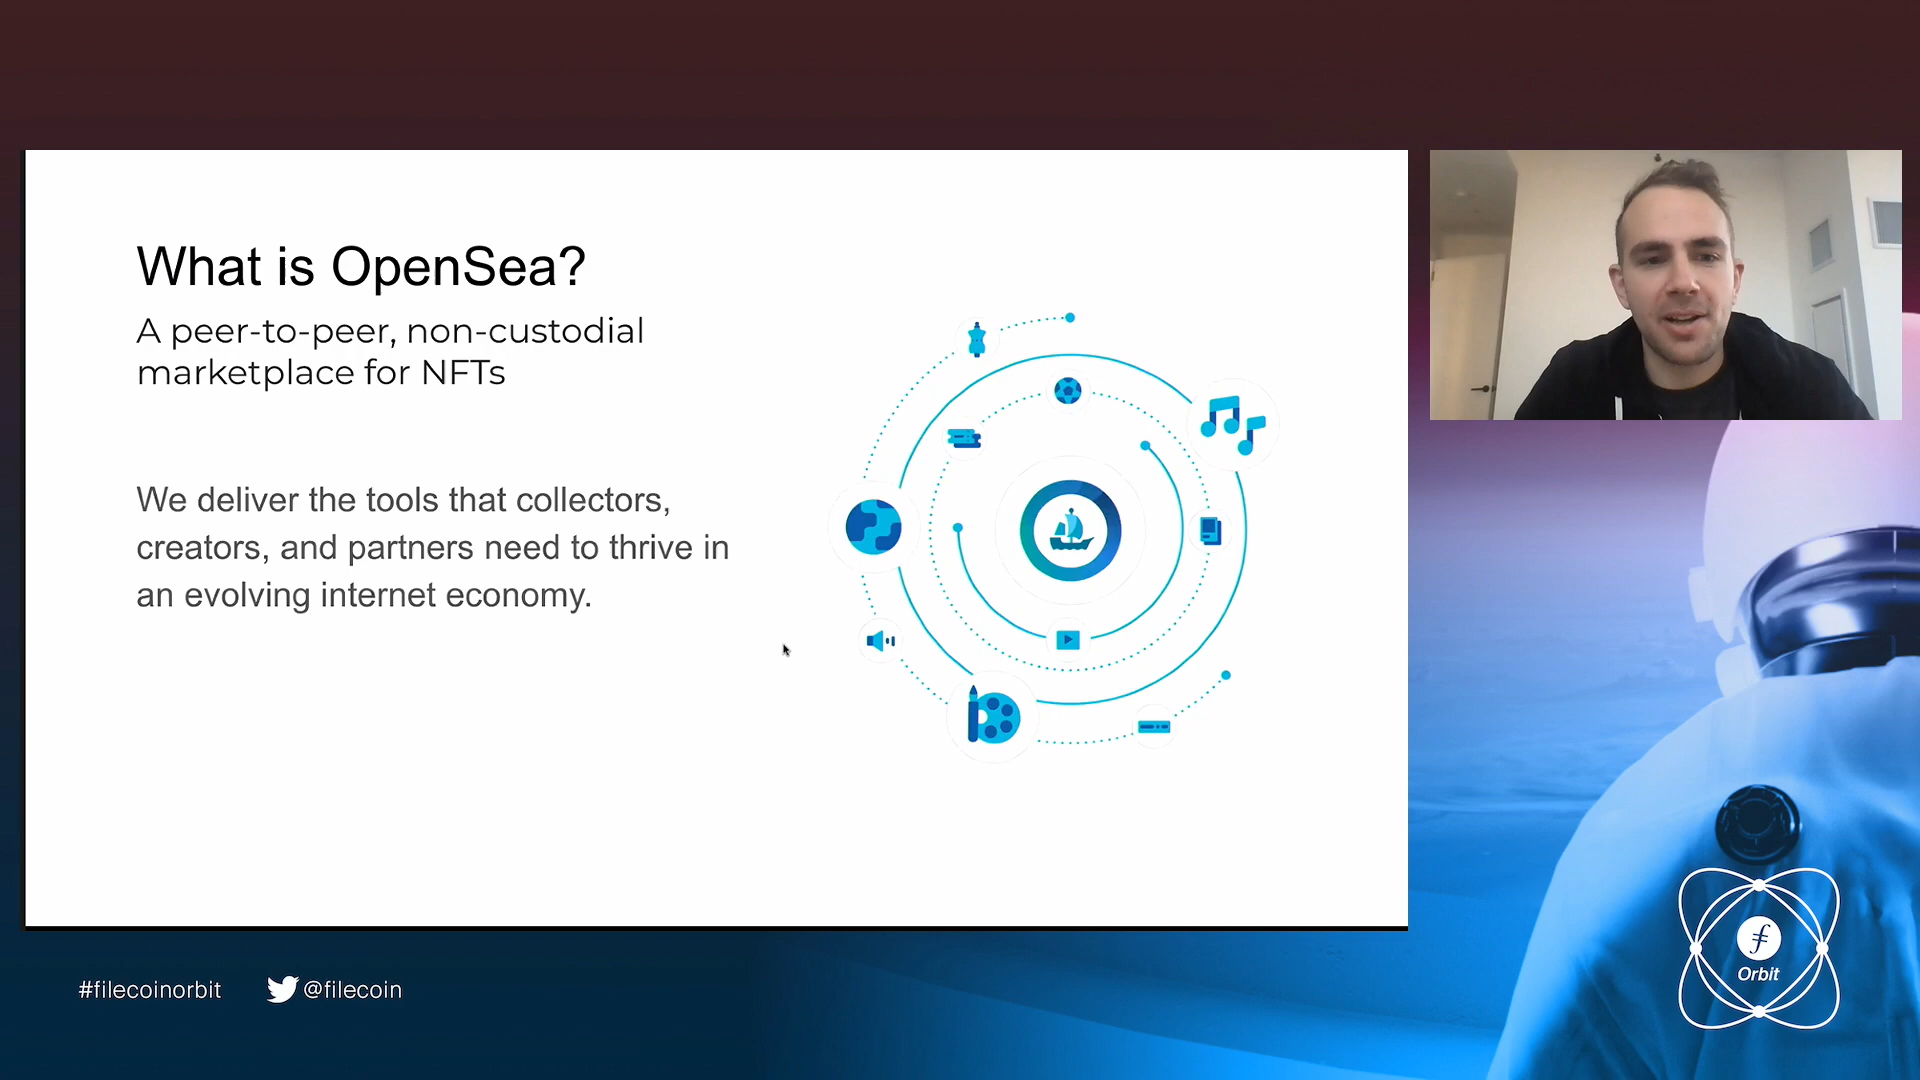 What is OpenSea?
A peer-to-peer, non-custodial
marketplace for NFTs
We deliver the tools that collectors,
creators, and partners need to thrive in
an evolving internet economy.
#filecoinorbit
@filecoin
Orbit